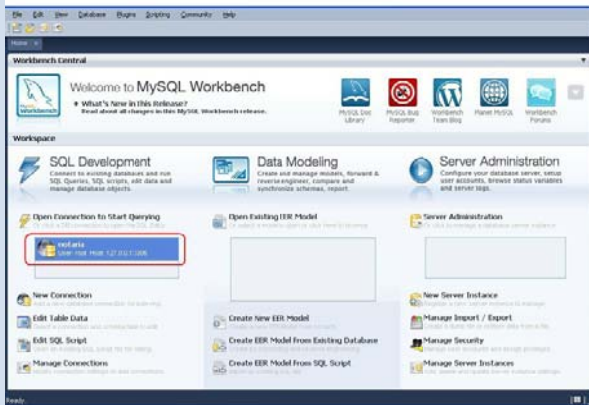 File Edit View Database Plugins Scripting Community Help
Home
Workbench Central
Welcome to MySQL Workbench
What's New in This Release?
Read about all changes in this MySQL Workbench release.
MySQL Doc Library
MySQL Bug Reporter
Workbench Team Blog
Planet MySQL
Workbench Forums
Workspace
SQL Development
Connect to existing databases and run
SQL Queries, SQL scripts, edit data and
manage database objects.
Data Modeling
Create and manage models, forward &
reverse engineer, compare and
synchronize schemas, report.
Server Administration
Configure your database server, setup
user accounts, browse status variables
and server logs.
Open Connection to Start Querying
Open Existing EER Model
Server Administration
notaria
User: root Host: 127.0.0.1:
New Connection
Edit Table Data
Edit SQL Script
Manage Connections
Create New EER Model
Create EER Model From Existing Database
Create EER Model From SQL Script
New Server Instance
Manage Import / Export
Manage Security
Manage Server Instances
Ready.